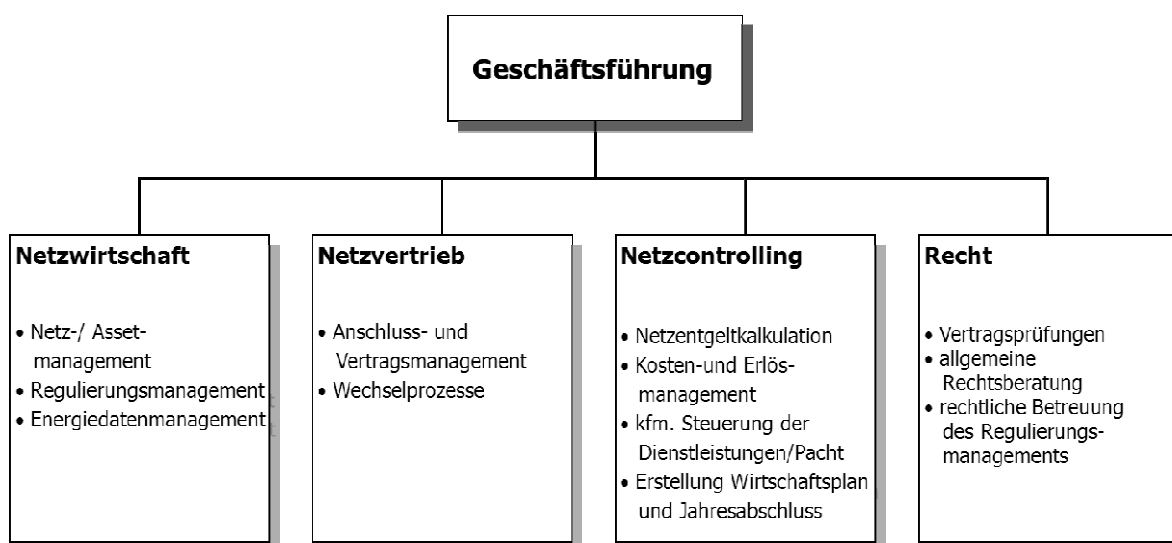 Geschäftsführung
Netzwirtschaft
• Netz-/ Asset-
management
• Regulierungsmanagement
• Energiedatenmanagement
Netzvertrieb
• Anschluss- und
Vertragsmanagement
• Wechselprozesse
Netzcontrolling
• Netzentgeltkalkulation
• Kosten-und Erlös-
management
• kfm. Steuerung der
Dienstleistungen/Pacht
• Erstellung Wirtschaftsplan
und Jahresabschluss
Recht
• Vertragsprüfungen
• allgemeine
Rechtsberatung
• rechtliche Betreuung
des Regulierungs-
managements